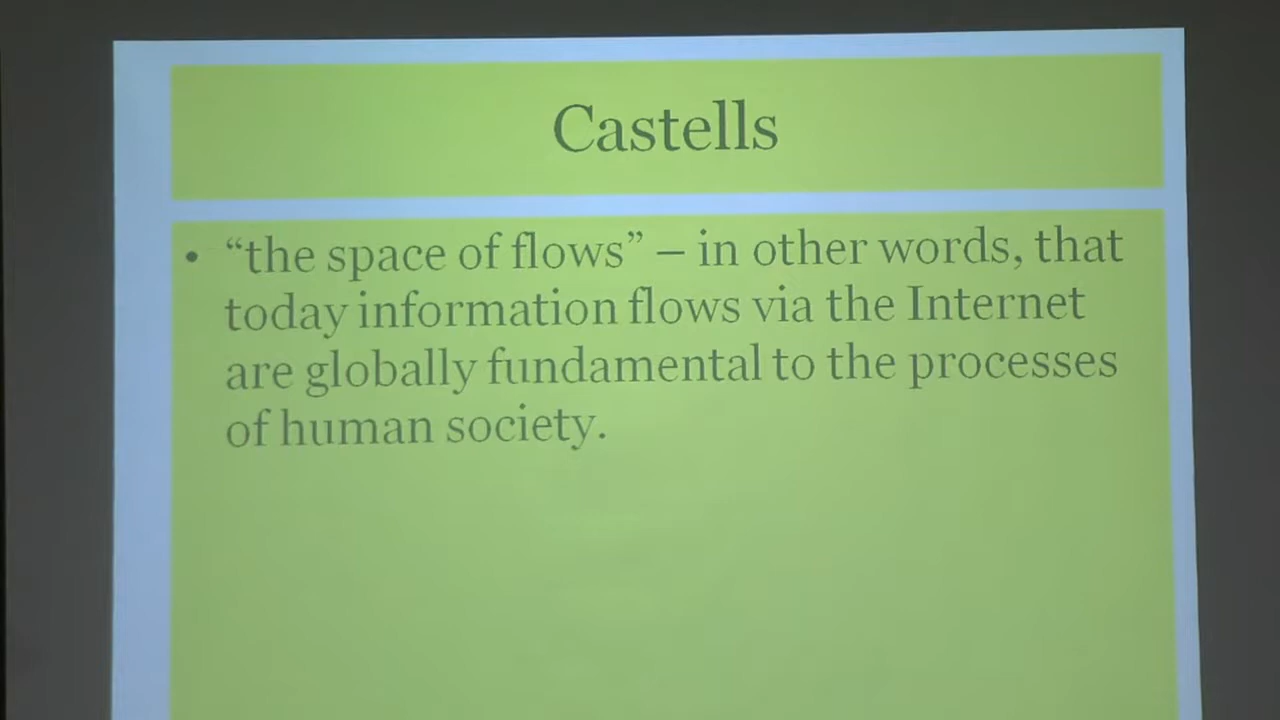 Castells
• “the space of flows” – in other words, that
today information flows via the Internet
are globally fundamental to the processes
of human society.